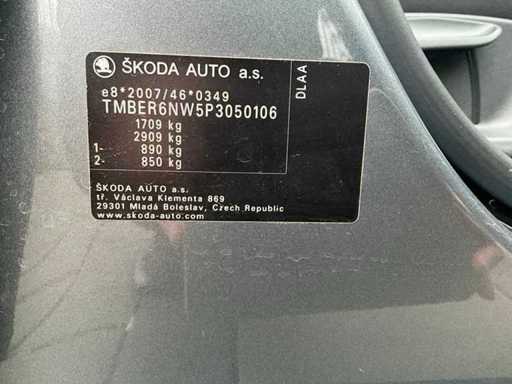 ŠKODA AUTO a.s.
DLAA
e8*2007/46*0349
TMBER6NW5P3050106
1709 kg
2909 kg
1- 890 kg
2- 850 kg
ŠKODA AUTO a.s.
tř. Václava Klementa 869
29301 Mladá Boleslav, Czech Republic
www.skoda-auto.com